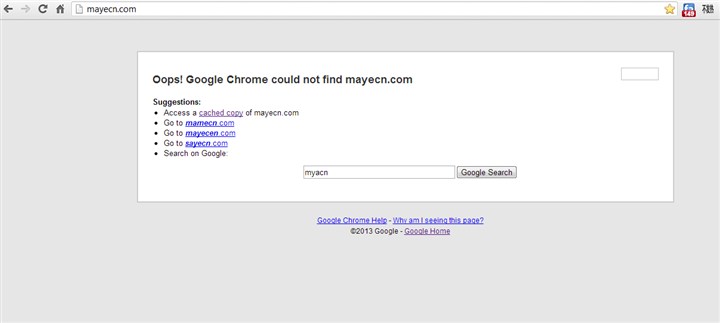 mayecn.com
149
Oops! Google Chrome could not find mayecn.com
Suggestions:
Access a cached copy of mayecn.com
Go to mamecn.com
Go to mayecen.com
Go to sayecn.com
Search on Google:
myacn Google Search
Google Chrome Help - Why am I seeing this page?
©2013 Google - Google Home